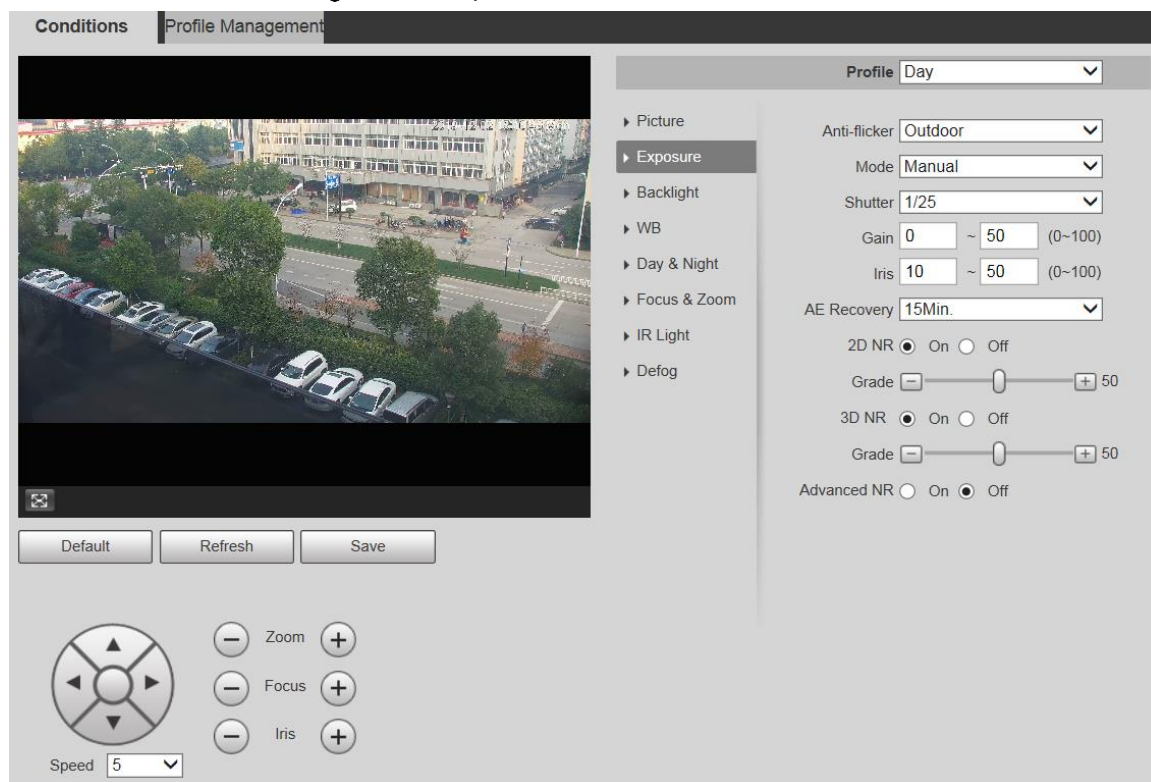 Conditions
Profile Management
Profile Day
Picture
Exposure
Backlight
WB
Day & Night
Focus & Zoom
IR Light
Defog
Anti-flicker Outdoor
Mode Manual
Shutter 1/25
Gain 0 ~ 50 (0~100)
Iris 10 ~ 50 (0~100)
AE Recovery 15Min.
2D NR On Off
Grade - + 50
3D NR On Off
Grade - + 50
Advanced NR On Off
Default Refresh Save
- Zoom +
- Focus +
- Iris +
Speed 5